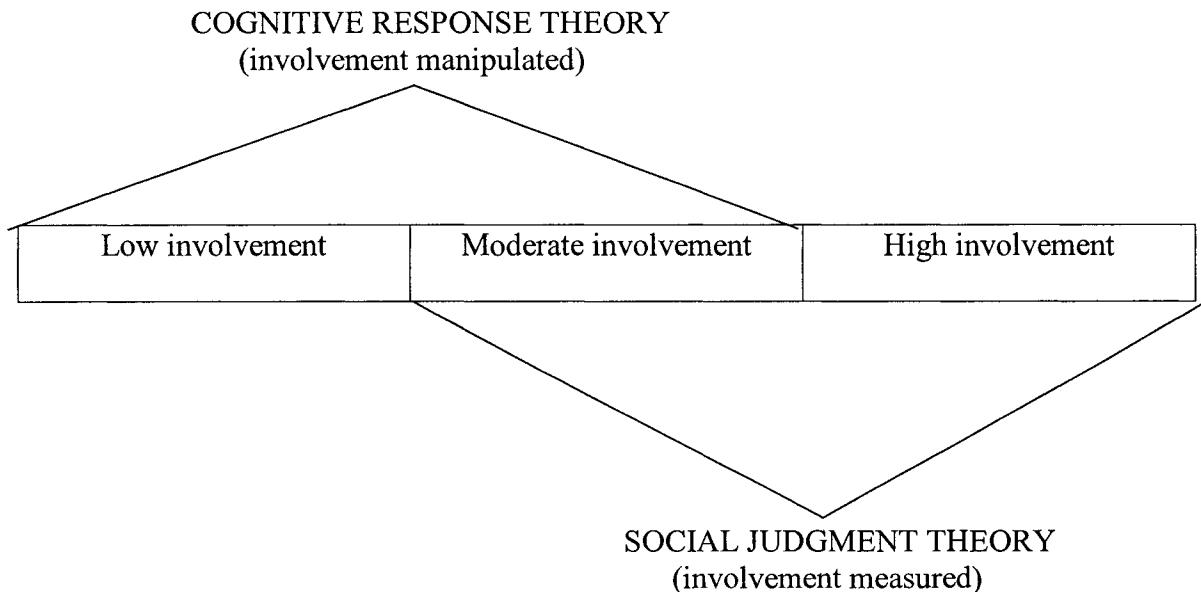 COGNITIVE RESPONSE THEORY
(involvement manipulated)
Low involvement Moderate involvement High involvement
SOCIAL JUDGMENT THEORY
(involvement measured)